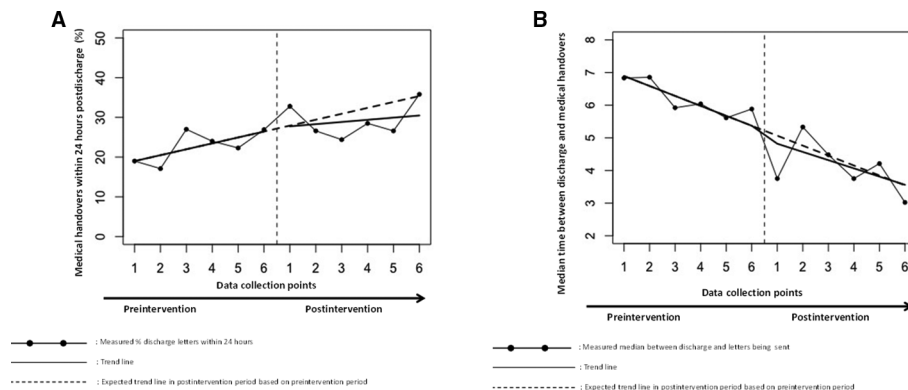 A
Medical handovers within 24 hours postdischarge (%)
50
40
30
20
10
0
1 2 3 4 5 6 1 2 3 4 5 6
Data collection points
Preintervention Postintervention
: Measured % discharge letters within 24 hours
: Trend line
: Expected trend line in postintervention period based on preintervention period
B
Median time between discharge and medical handovers
8
7
6
5
4
3
2
1 2 3 4 5 6 1 2 3 4 5 6
Data collection points
Preintervention Postintervention
: Measured median between discharge and letters being sent
: Trend line
: Expected trend line in postintervention period based on preintervention period